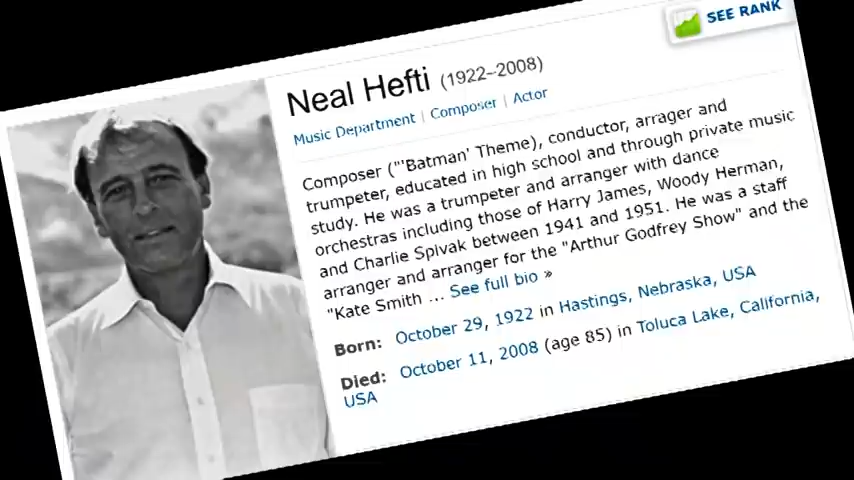 SEE RANK
Neal Hefti (1922–2008)
Music Department | Composer | Actor
Composer ("'Batman' Theme), conductor, arrager and
trumpeter, educated in high school and through private music
study. He was a trumpeter and arranger with dance
orchestras including those of Harry James, Woody Herman,
and Charlie Spivak between 1941 and 1951. He was a staff
arranger and arranger for the "Arthur Godfrey Show" and the
"Kate Smith ... See full bio »
Born: October 29, 1922 in Hastings, Nebraska, USA
Died: October 11, 2008 (age 85) in Toluca Lake, California,
USA